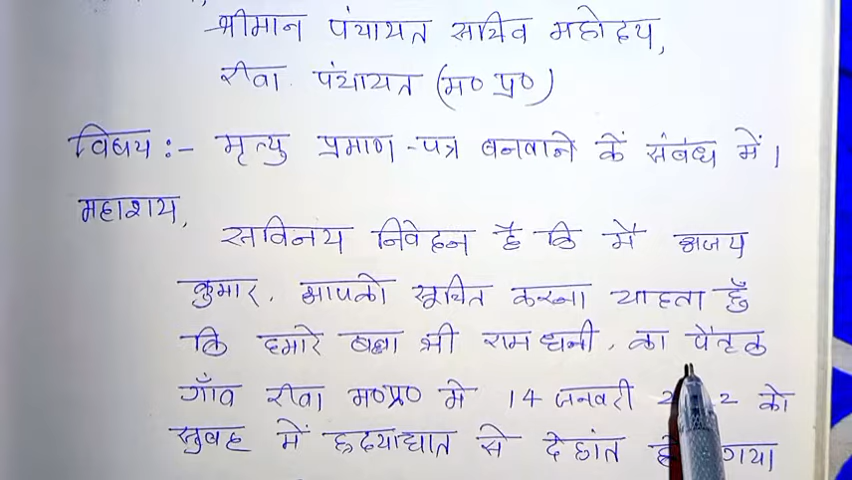 श्रीमान पंचायत सचिव महोदय,
रीवा पंचायत (म० प्र०)
विषय :- मृत्यु प्रमाण-पत्र बनवाने के संबंध में।
महाशय,
सविनय निवेदन है कि मैं अजय
कुमार, आपको सूचित करना चाहता हूँ
कि हमारे बाबा श्री रामधनी, का पैतृक
गाँव रीवा म०प्र० में 14 जनवरी को
सुबह में हृदयाघात से देहांत गया